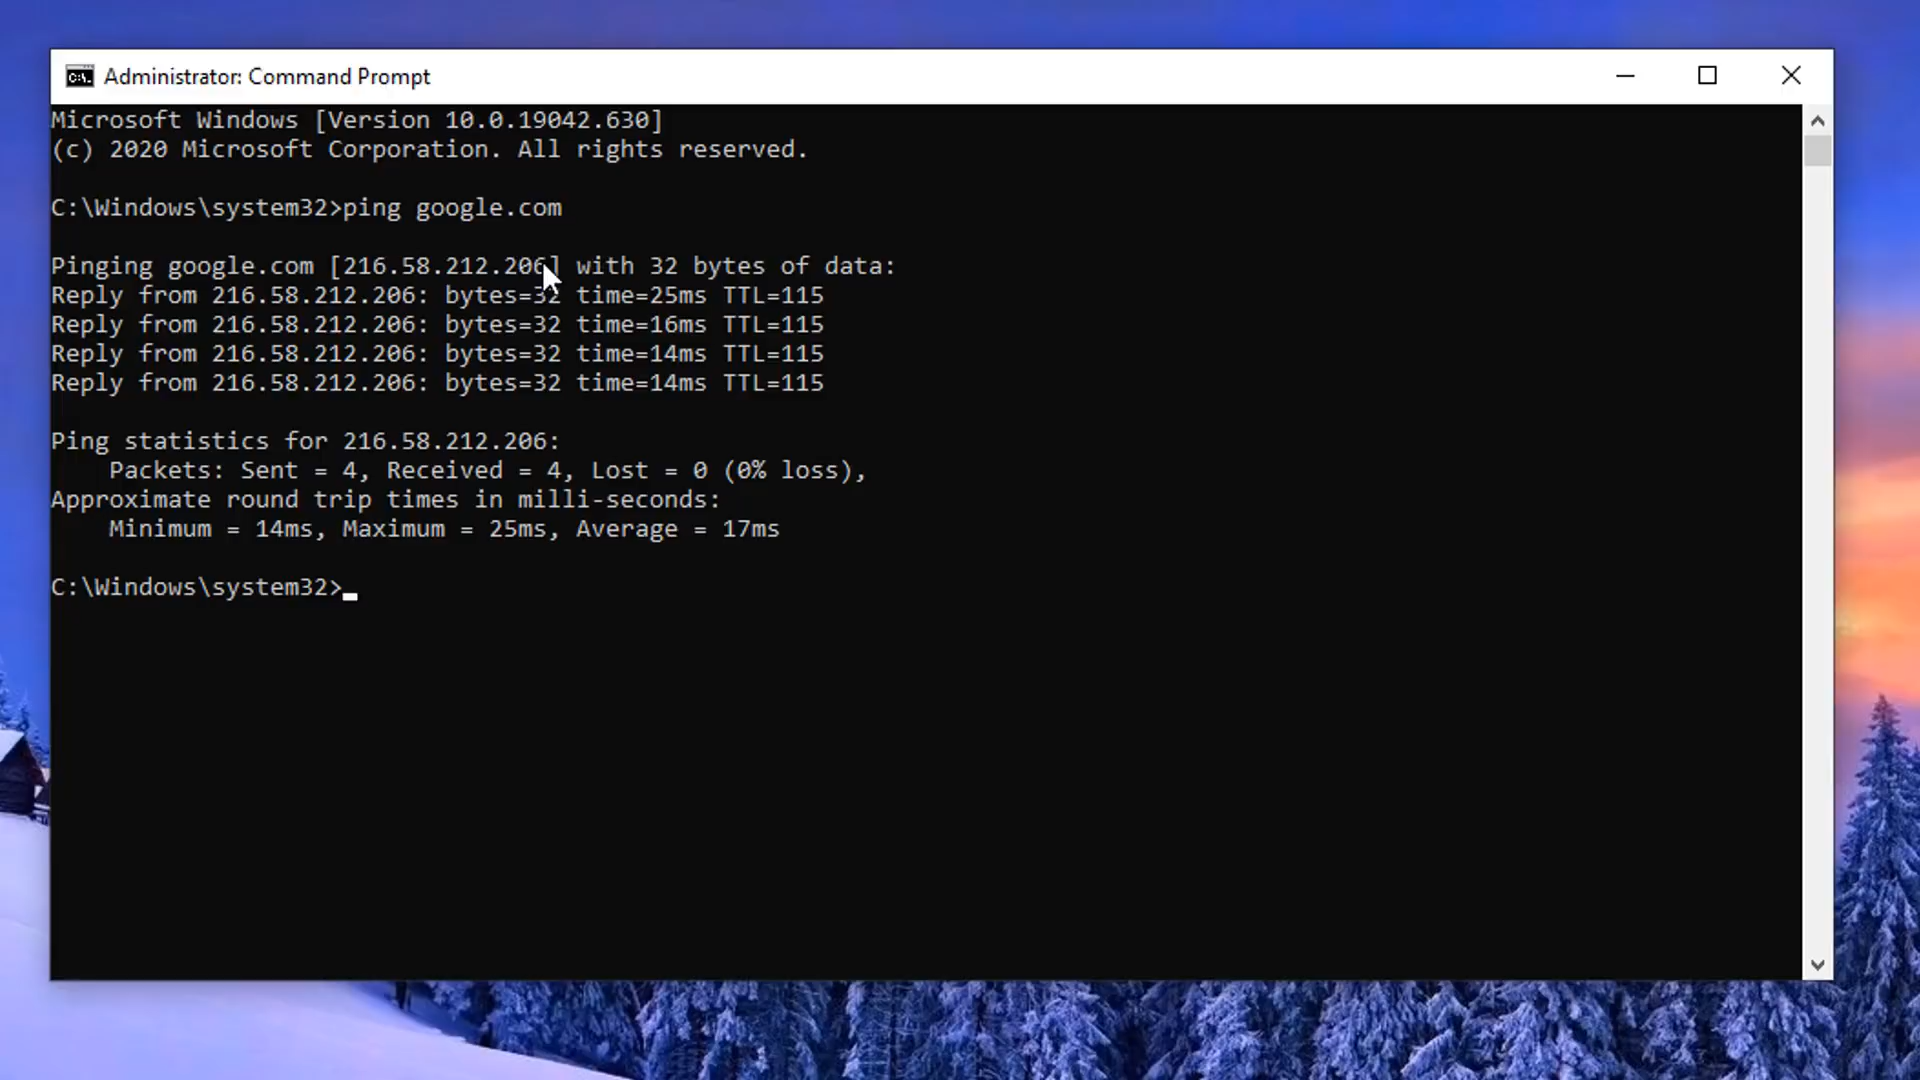 Administrator: Command Prompt
Microsoft Windows [Version 10.0.19042.630]
(c) 2020 Microsoft Corporation. All rights reserved.
C:\Windows\system32>ping google.com
Pinging google.com [216.58.212.206] with 32 bytes of data:
Reply from 216.58.212.206: bytes=32 time=25ms TTL=115
Reply from 216.58.212.206: bytes=32 time=16ms TTL=115
Reply from 216.58.212.206: bytes=32 time=14ms TTL=115
Reply from 216.58.212.206: bytes=32 time=14ms TTL=115
Ping statistics for 216.58.212.206:
    Packets: Sent = 4, Received = 4, Lost = 0 (0% loss),
Approximate round trip times in milli-seconds:
    Minimum = 14ms, Maximum = 25ms, Average = 17ms
C:\Windows\system32>